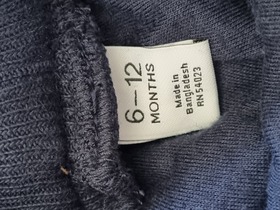 6-12
MONTHS
Made in
Bangladesh
RN 54023